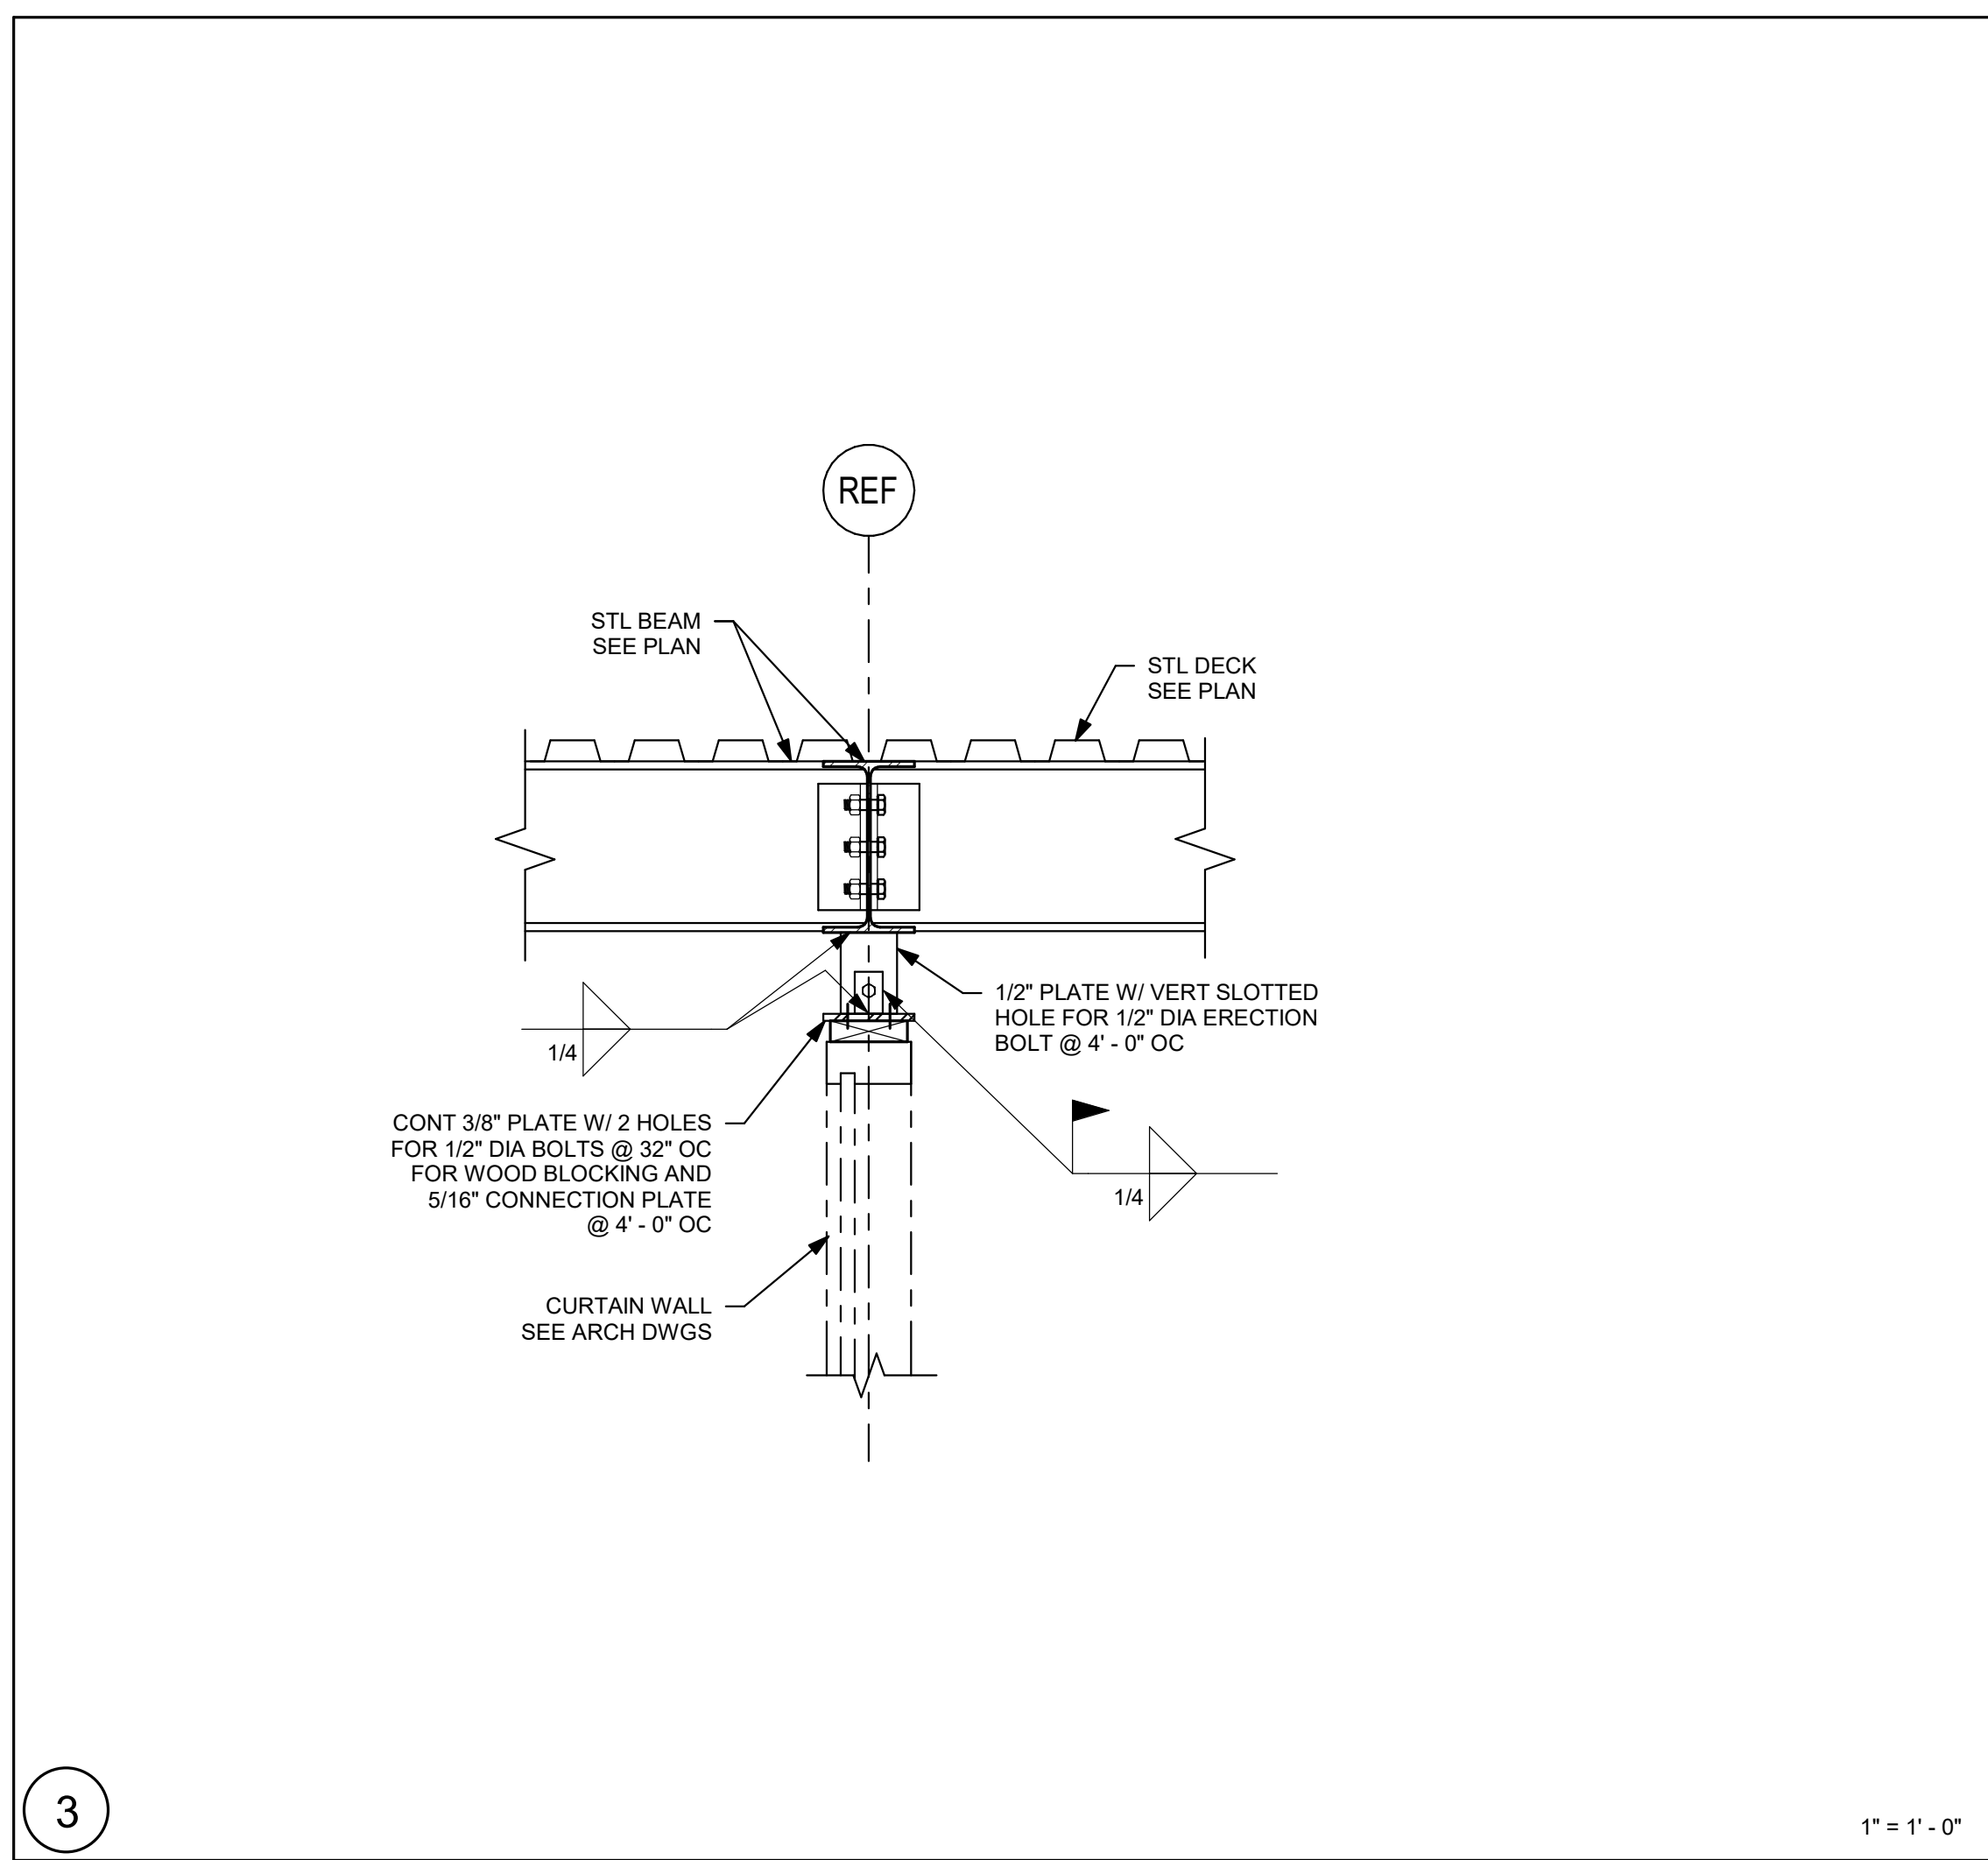 REF
STL BEAM
SEE PLAN
STL DECK
SEE PLAN
1/2" PLATE W/ VERT SLOTTED
HOLE FOR 1/2" DIA ERECTION
BOLT @ 4' - 0" OC
1/4
CONT 3/8" PLATE W/ 2 HOLES
FOR 1/2" DIA BOLTS @ 32" OC
FOR WOOD BLOCKING AND
5/16" CONNECTION PLATE
@ 4' - 0" OC
1/4
CURTAIN WALL
SEE ARCH DWGS
3
1" = 1' - 0"